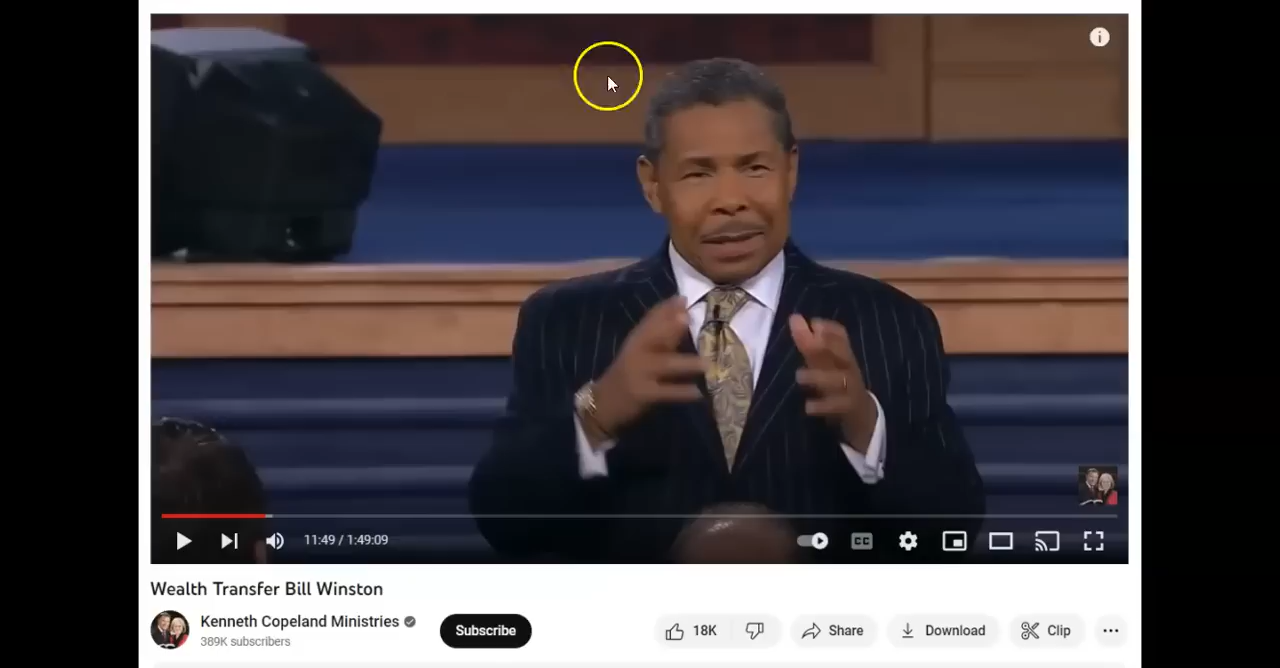 11:49 / 1:49:09
CC
Wealth Transfer Bill Winston
Kenneth Copeland Ministries
389K subscribers
Subscribe
18K
Share
Download
Clip